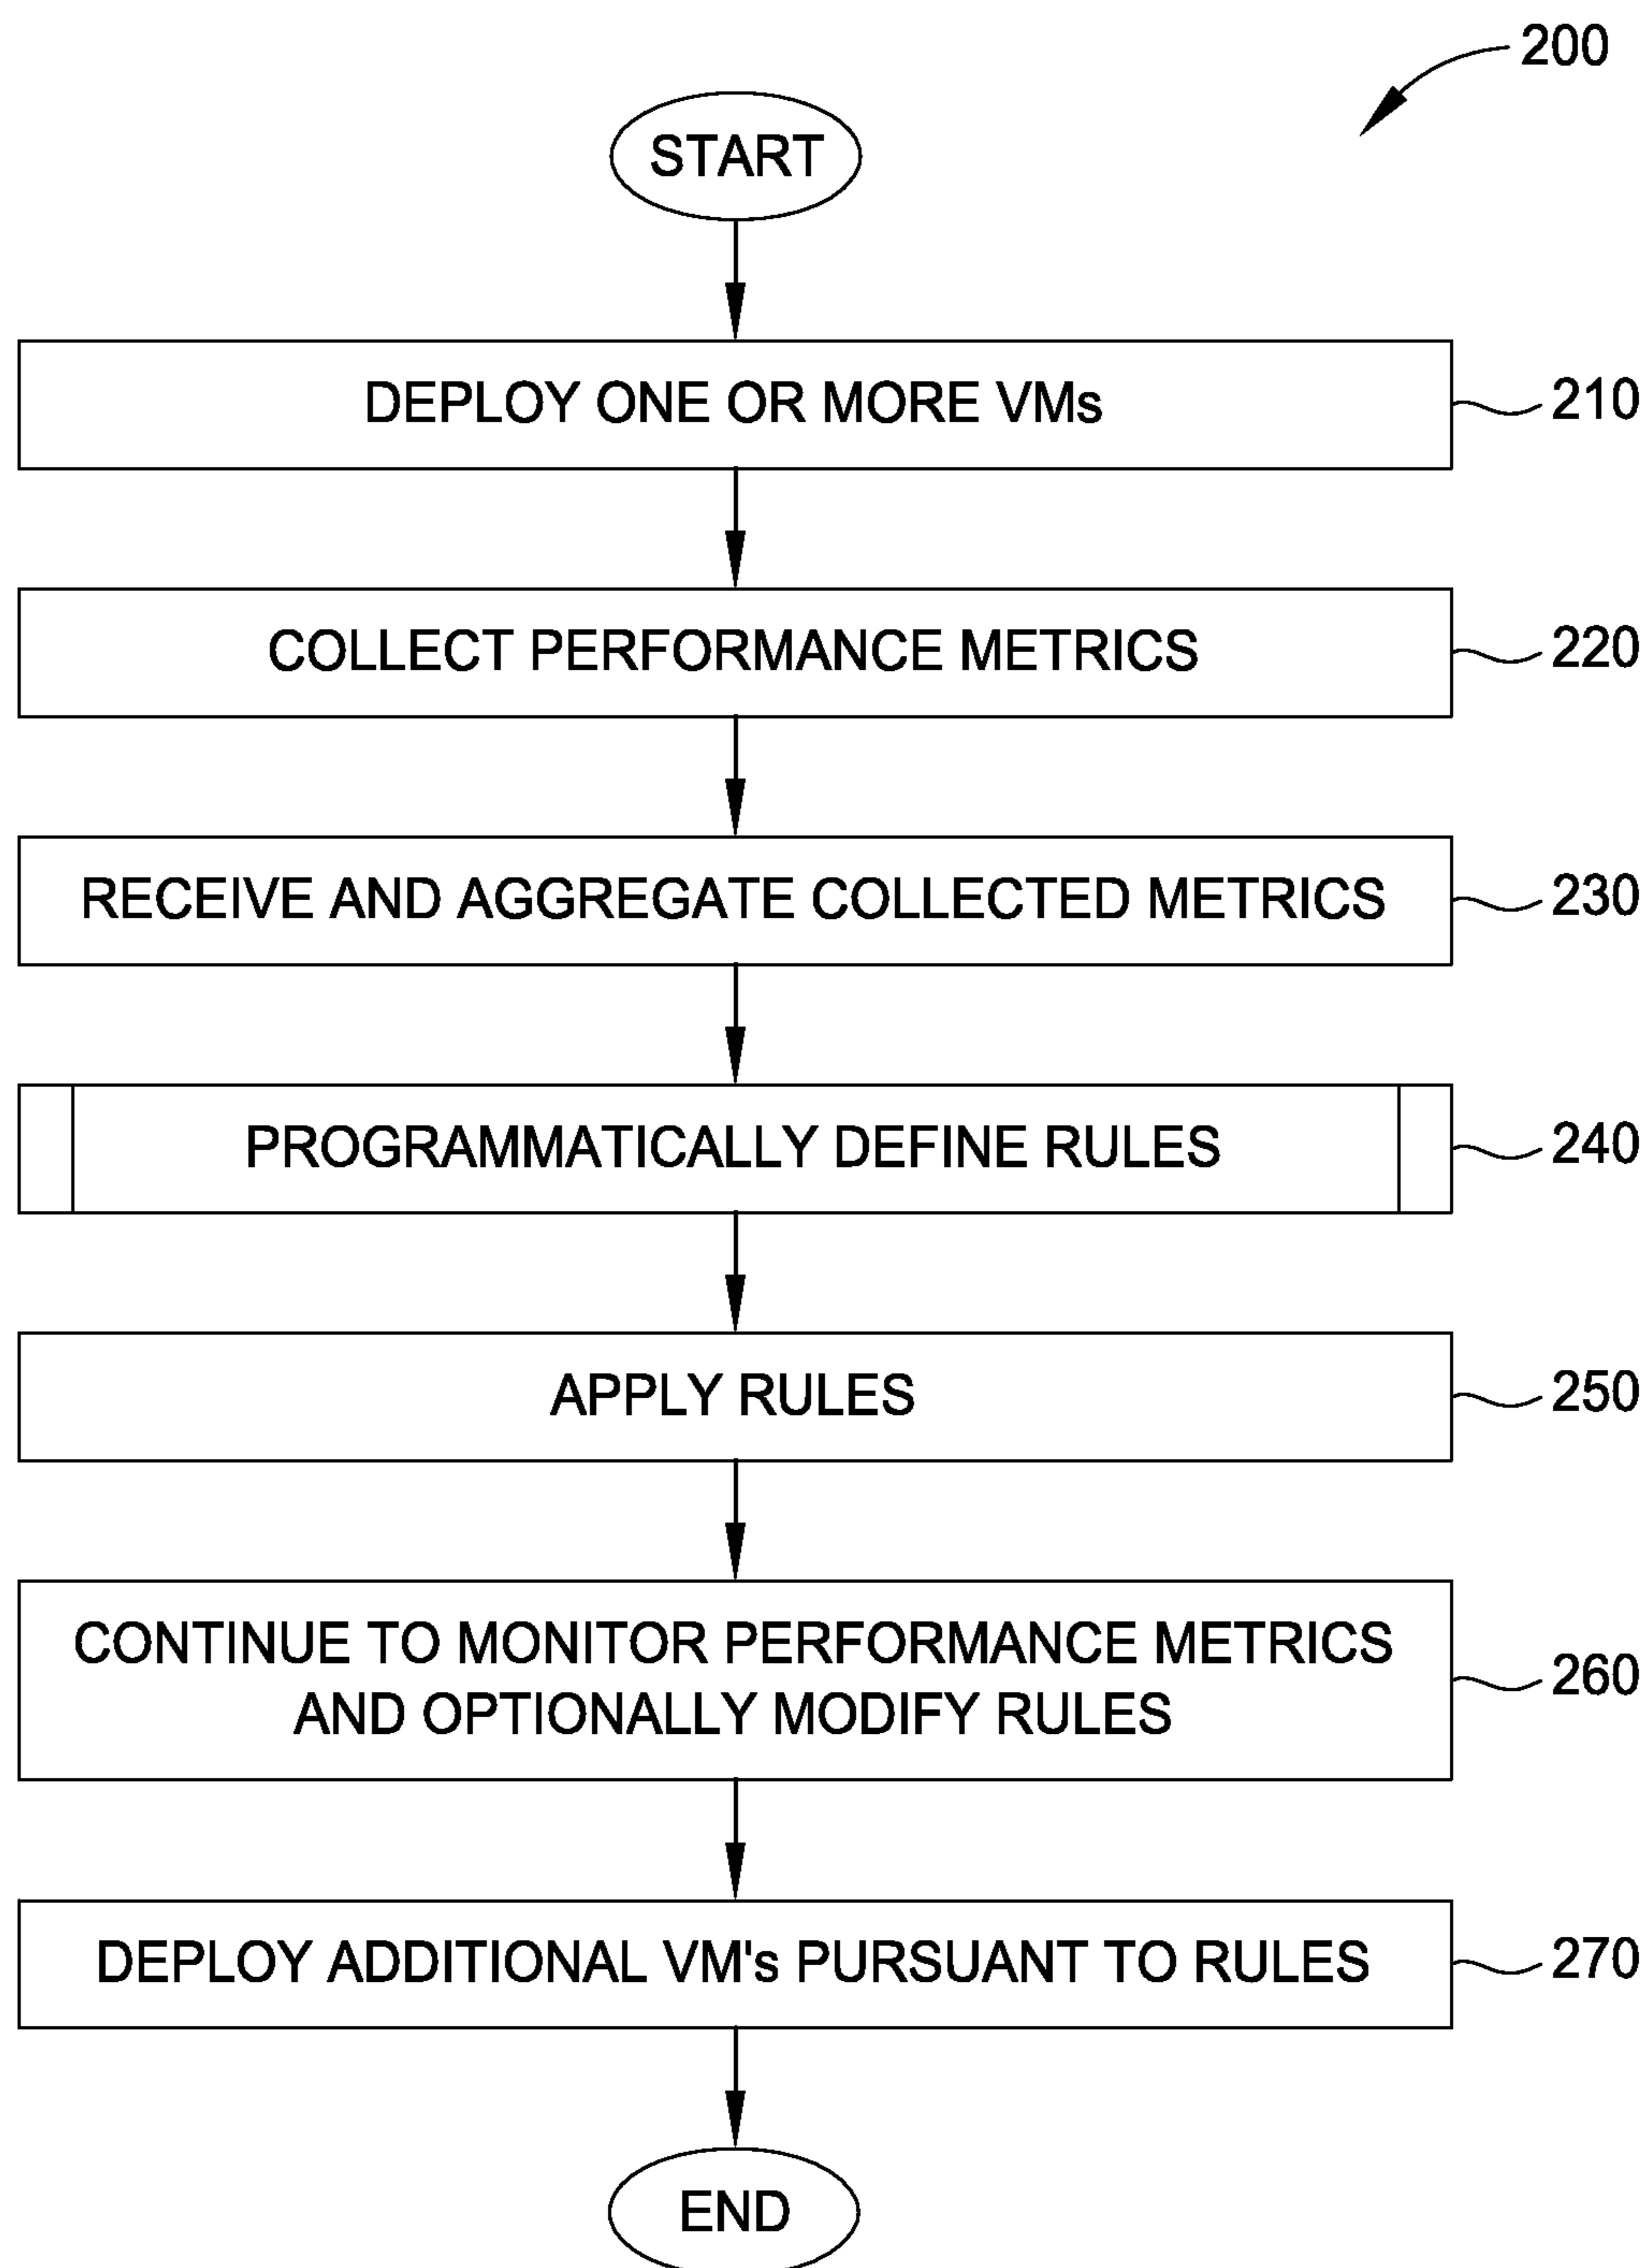 200
START
DEPLOY ONE OR MORE VMs
210
COLLECT PERFORMANCE METRICS
220
RECEIVE AND AGGREGATE COLLECTED METRICS
230
PROGRAMMATICALLY DEFINE RULES
240
APPLY RULES
250
CONTINUE TO MONITOR PERFORMANCE METRICS
AND OPTIONALLY MODIFY RULES
260
DEPLOY ADDITIONAL VM's PURSUANT TO RULES
270
END